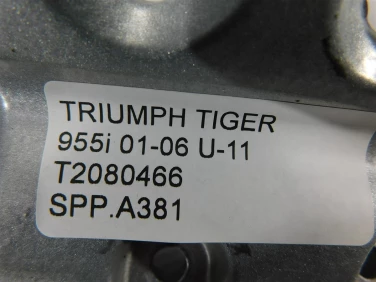 TRIUMPH TIGER
955i 01-06 U-11
T2080466
SPP.A381